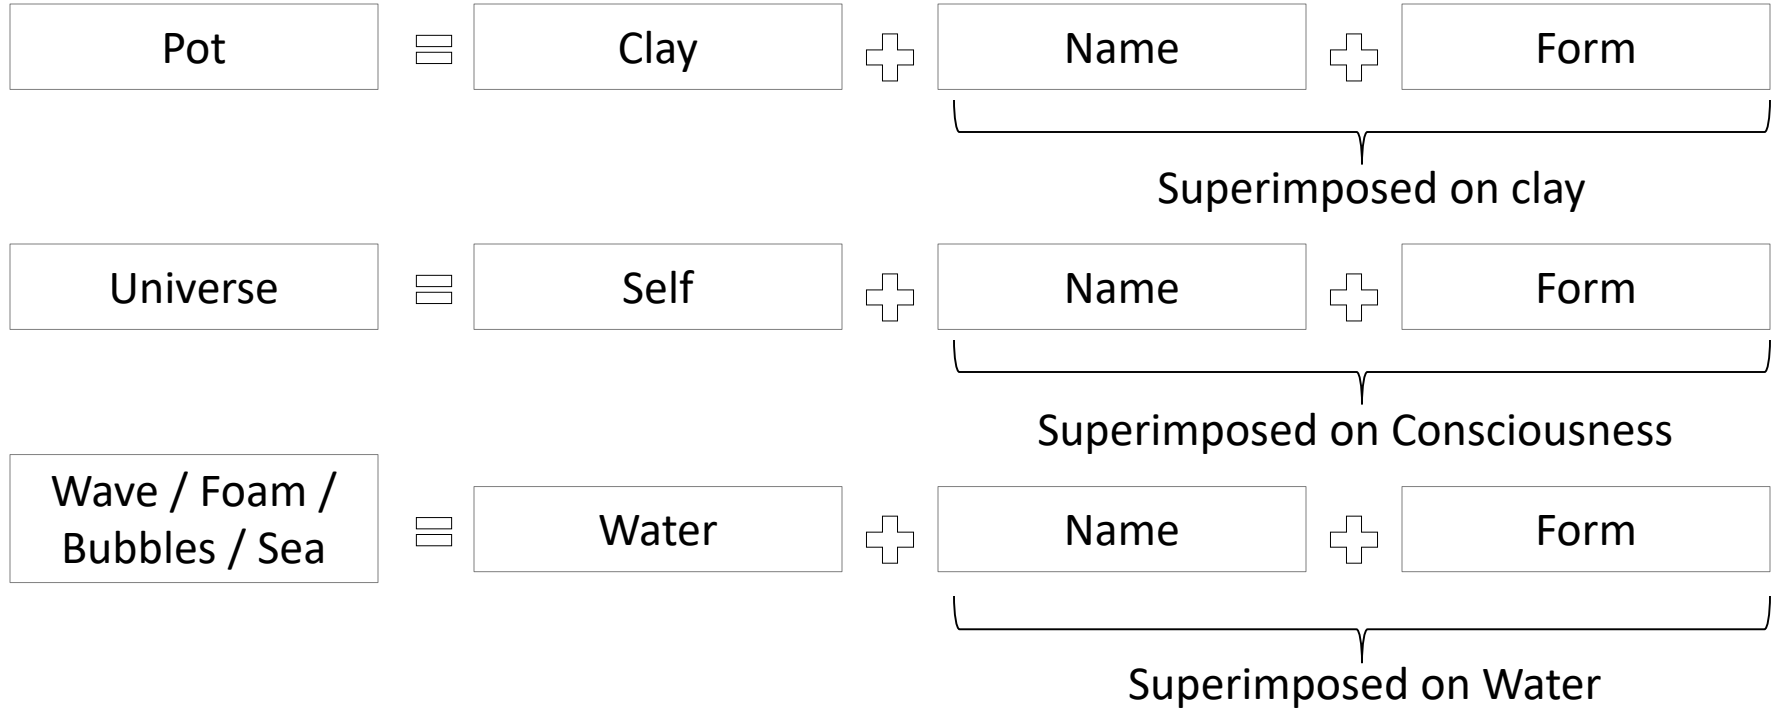 Pot = Clay + Name + Form
Superimposed on clay
Universe = Self + Name + Form
Superimposed on Consciousness
Wave / Foam /
Bubbles / Sea = Water + Name + Form
Superimposed on Water